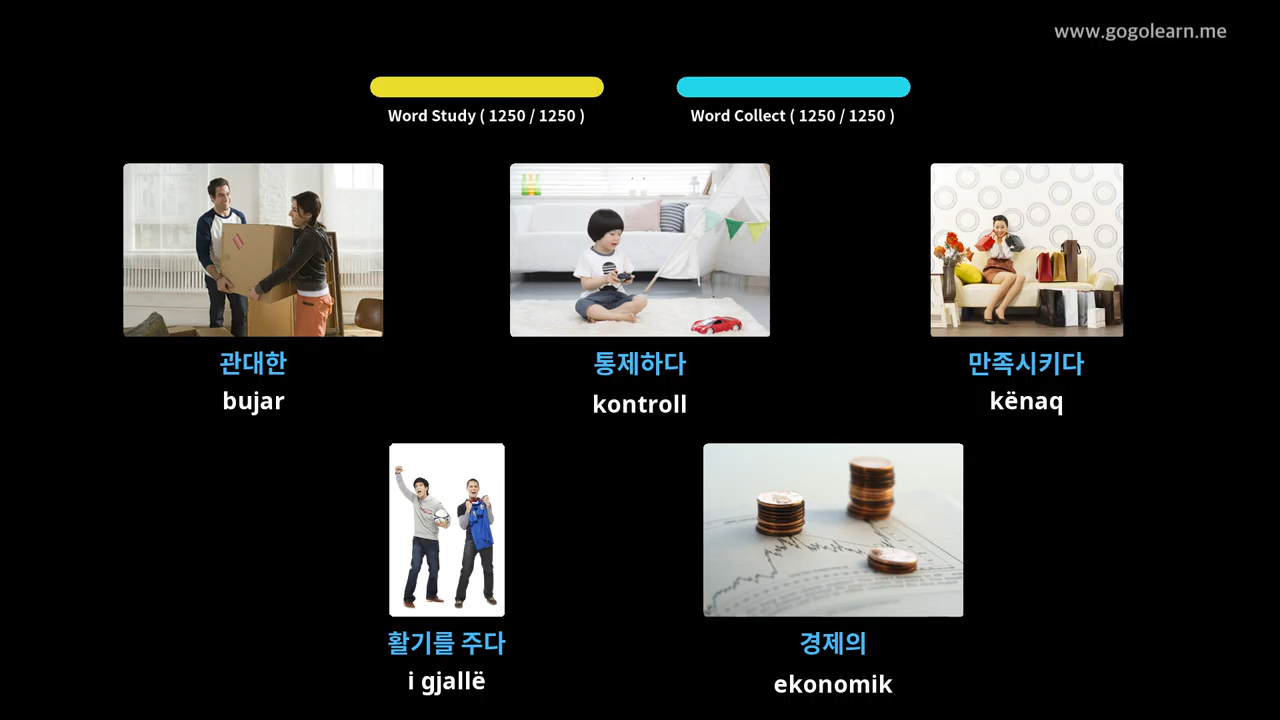 www.gogolearn.me
Word Study ( 1250 / 1250 )
Word Collect ( 1250 / 1250 )
관대한
bujar
통제하다
kontroll
만족시키다
kënaq
활기를 주다
i gjallë
경제의
ekonomik